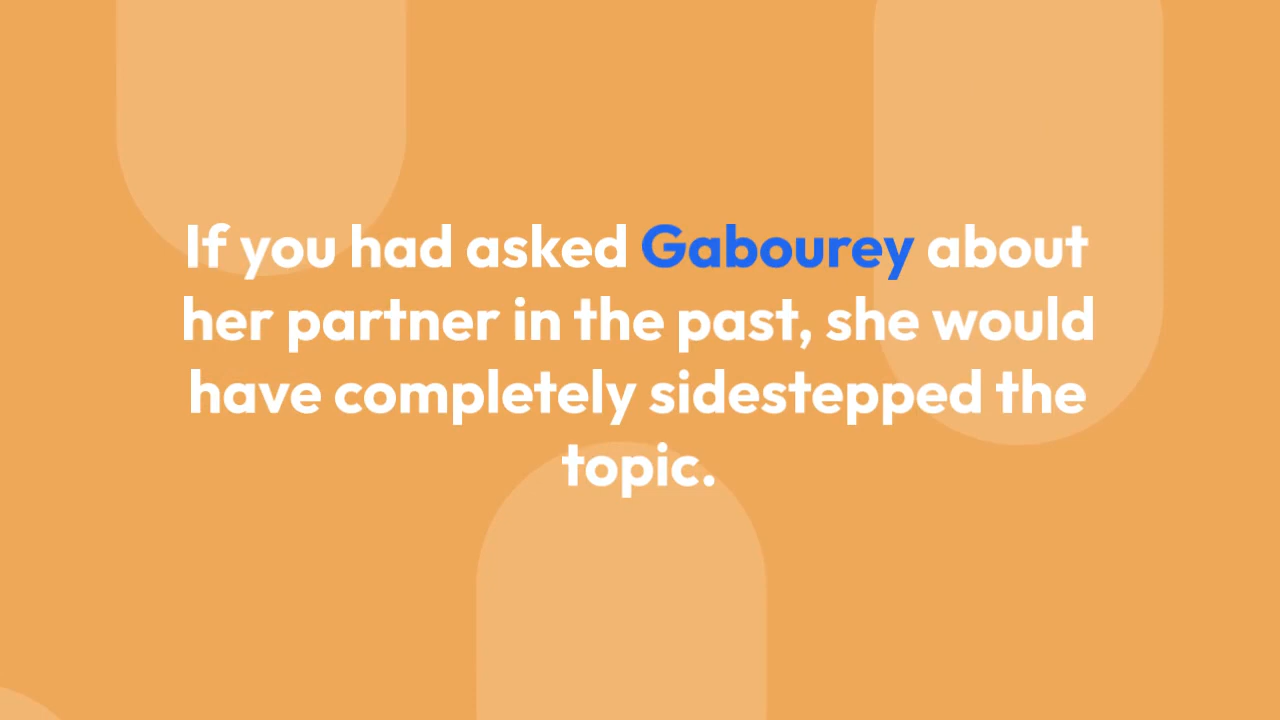 If you had asked Gabourey about
her partner in the past, she would
have completely sidestepped the
topic.